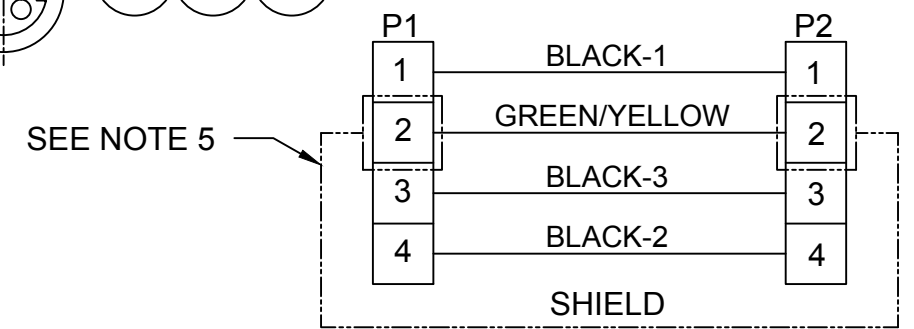 P1 P2
1 BLACK-1 1
SEE NOTE 5 2 GREEN/YELLOW 2
3 BLACK-3 3
4 BLACK-2 4
SHIELD